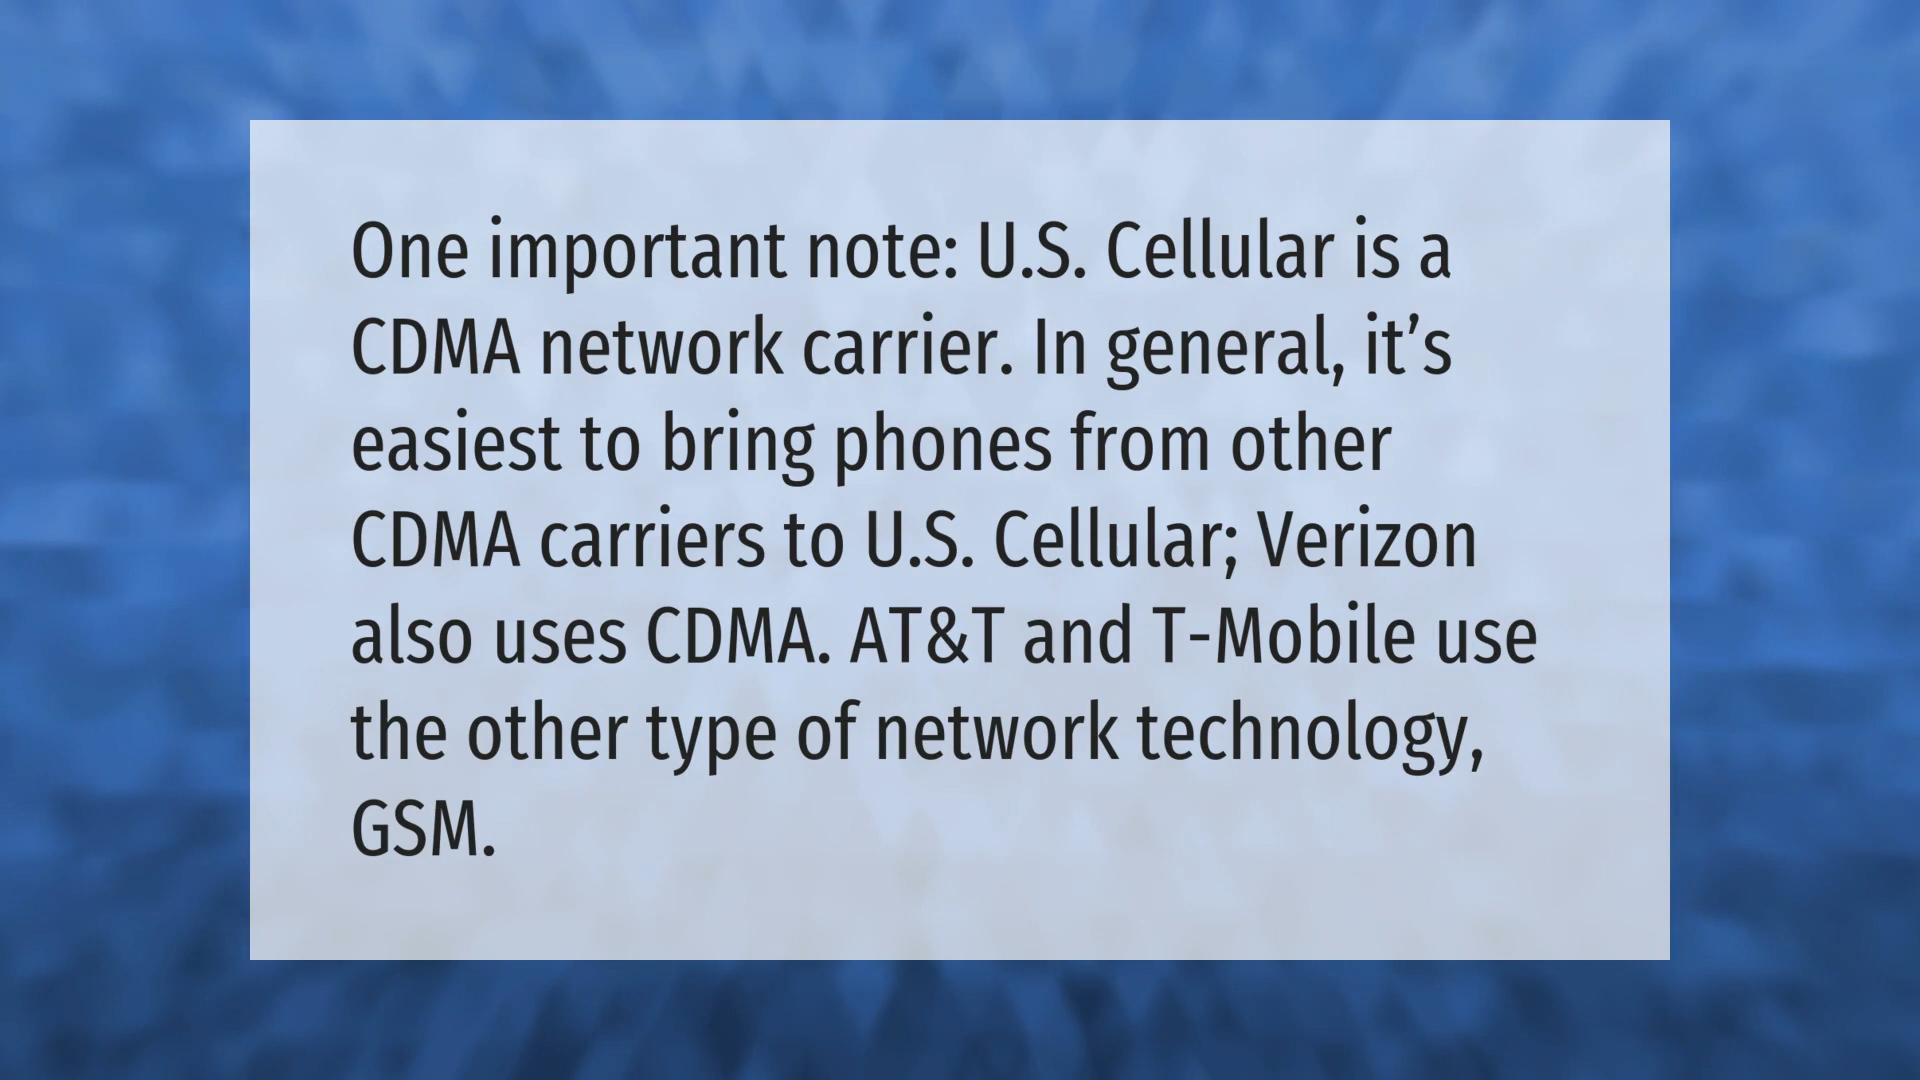 One important note: U.S. Cellular is a
CDMA network carrier. In general, it’s
easiest to bring phones from other
CDMA carriers to U.S. Cellular; Verizon
also uses CDMA. AT&T and T-Mobile use
the other type of network technology,
GSM.